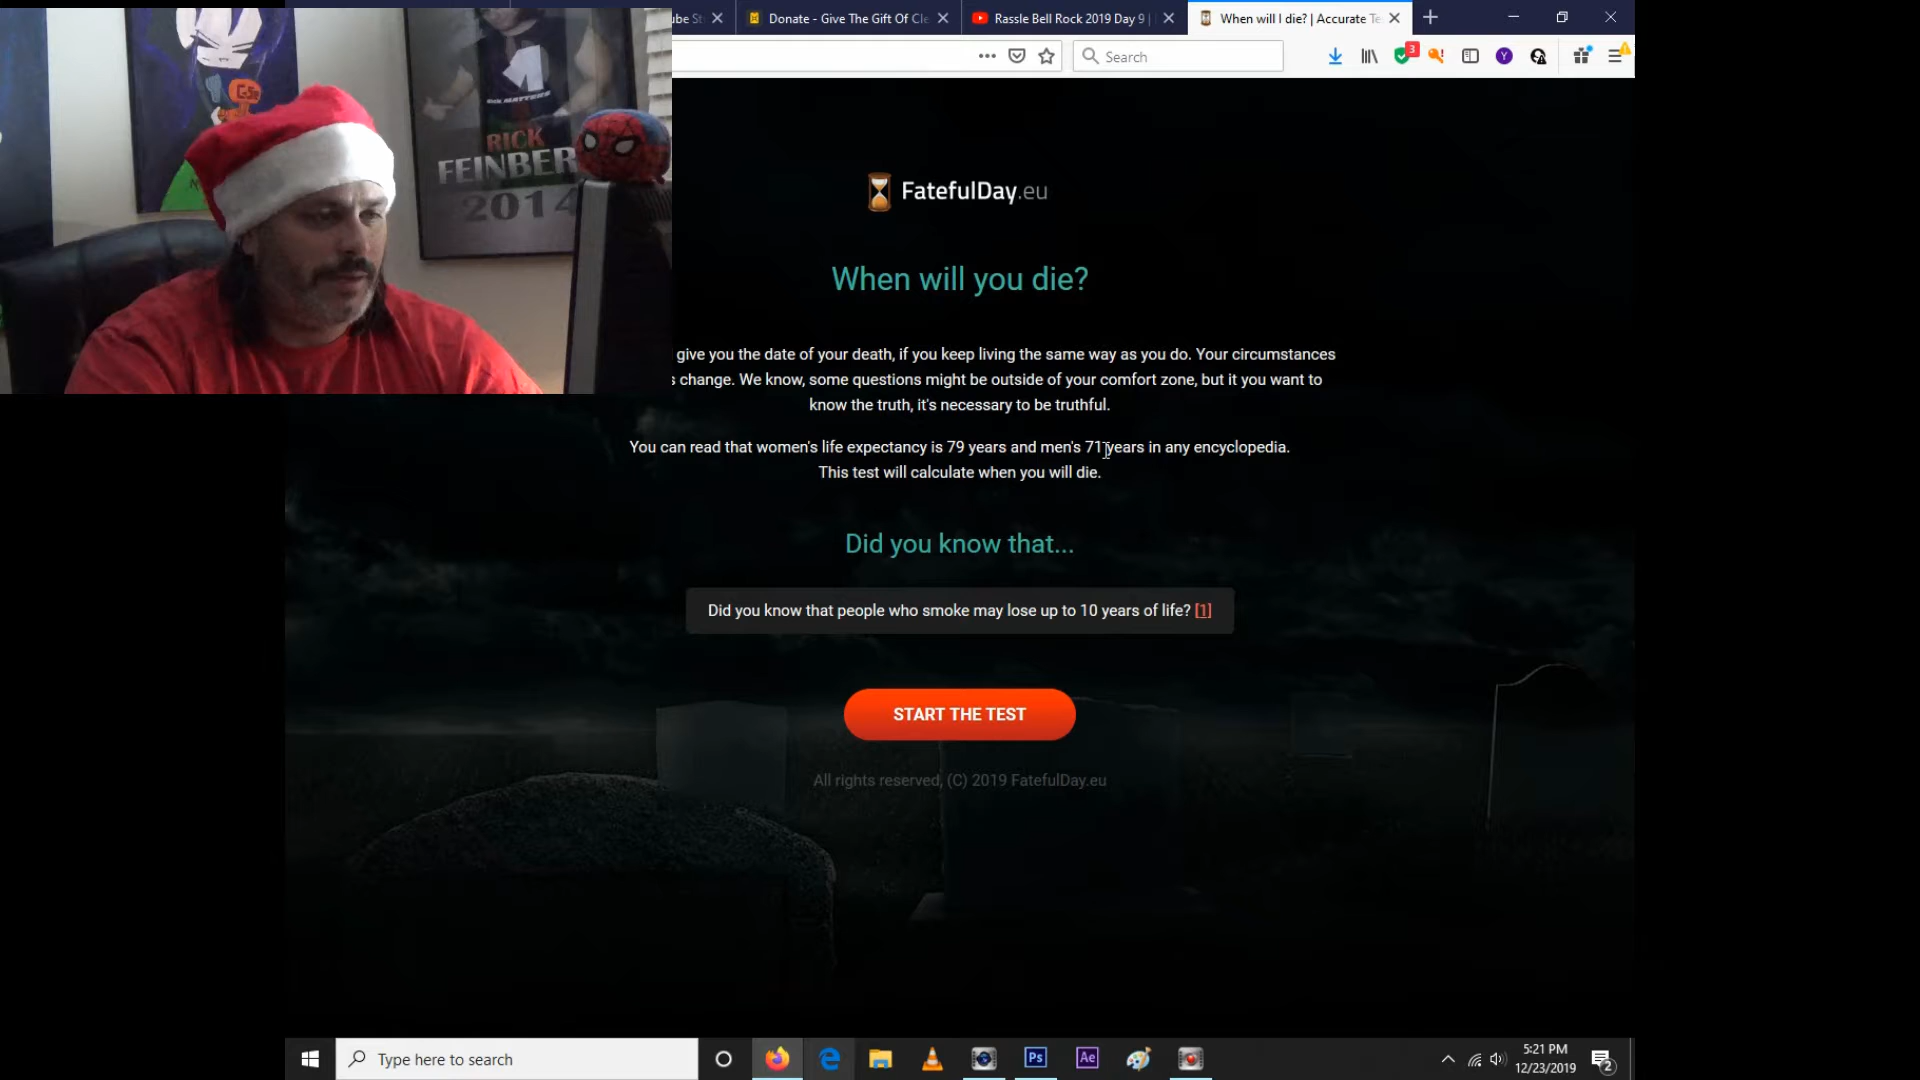 ube St
Donate - Give The Gift Of Cle
Rassle Bell Rock 2019 Day 9 |
When will I die? | Accurate Te
Search
3
Y
RICK
FEINBER
2014
FatefulDay.eu
When will you die?
give you the date of your death, if you keep living the same way as you do. Your circumstances
s change. We know, some questions might be outside of your comfort zone, but it you want to
know the truth, it's necessary to be truthful.
You can read that women's life expectancy is 79 years and men's 71 years in any encyclopedia.
This test will calculate when you will die.
Did you know that...
Did you know that people who smoke may lose up to 10 years of life? [1]
START THE TEST
All rights reserved, (C) 2019 FatefulDay.eu
Type here to search
Ps
Ae
5:21 PM
12/23/2019
2